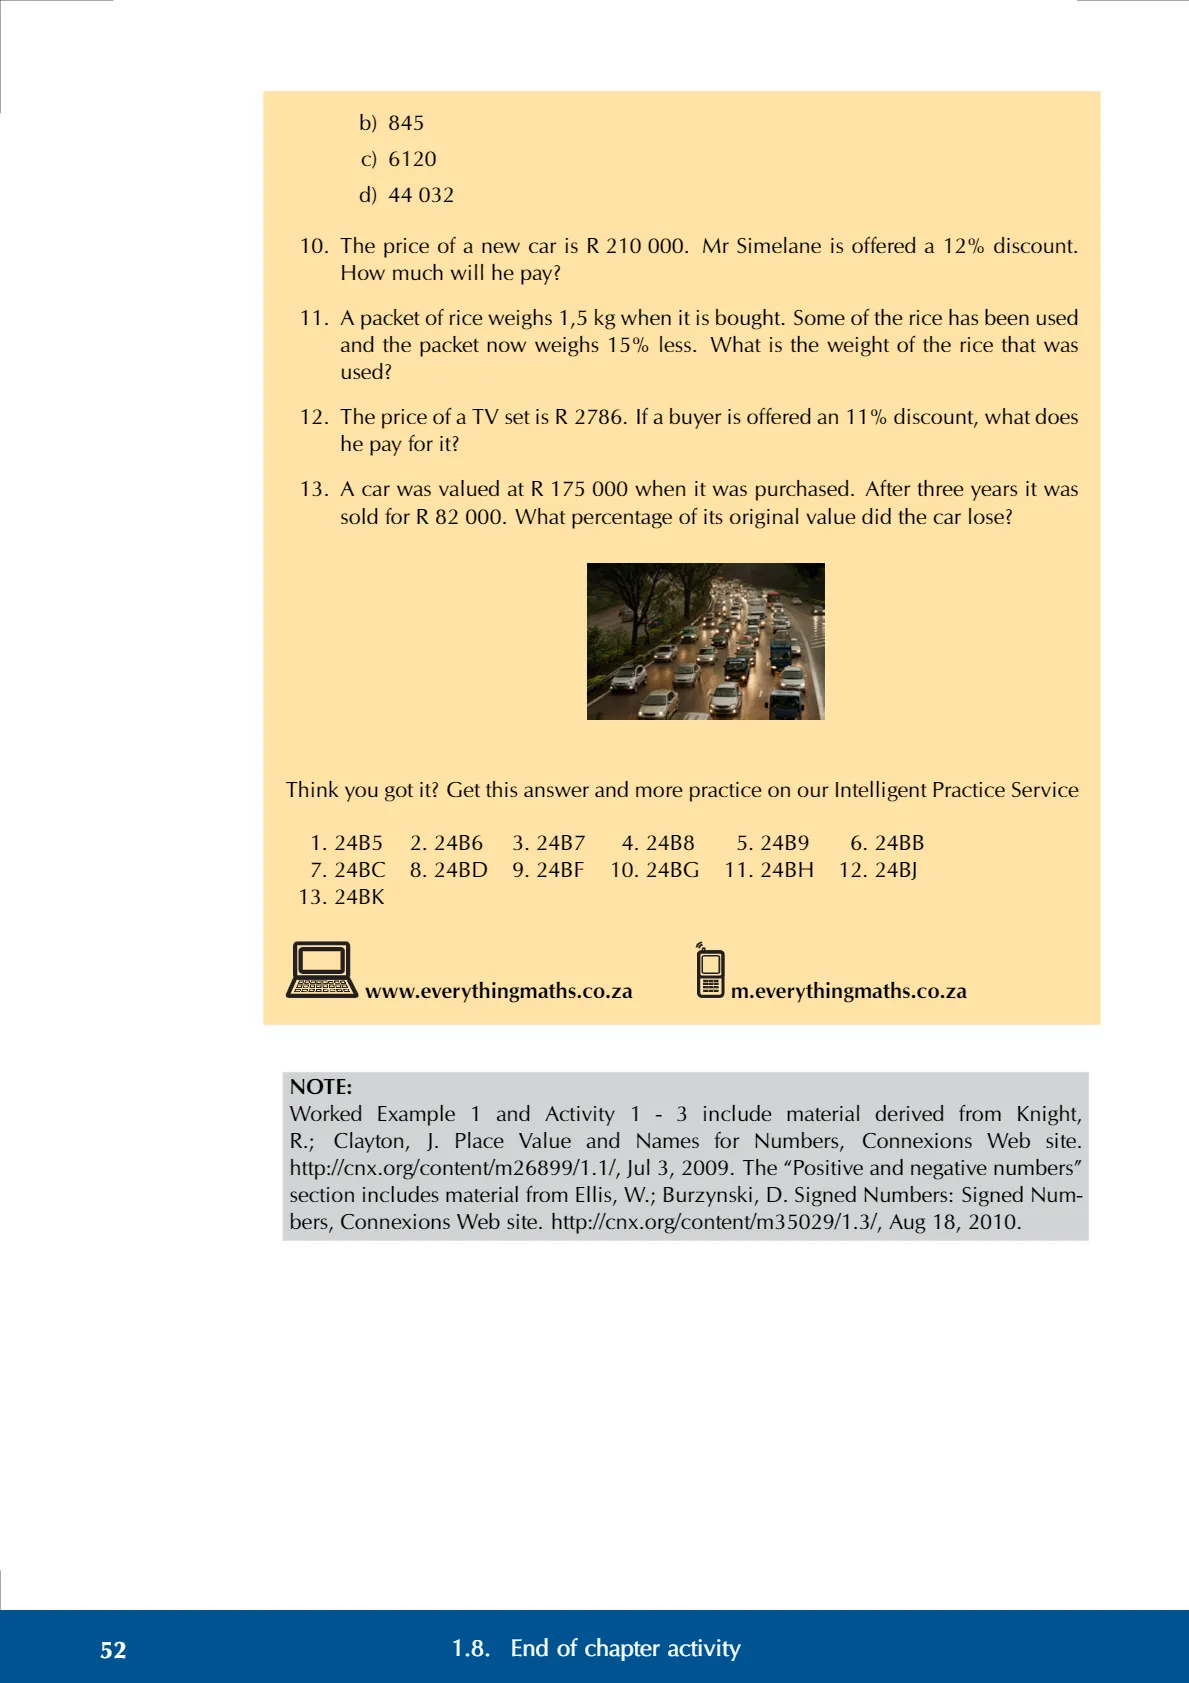 b) 845
c) 6120
d) 44 032
10. The price of a new car is R 210 000. Mr Simelane is offered a 12% discount.
How much will he pay?
11. A packet of rice weighs 1,5 kg when it is bought. Some of the rice has been used
and the packet now weighs 15% less. What is the weight of the rice that was
used?
12. The price of a TV set is R 2786. If a buyer is offered an 11% discount, what does
he pay for it?
13. A car was valued at R 175 000 when it was purchased. After three years it was
sold for R 82 000. What percentage of its original value did the car lose?
Think you got it? Get this answer and more practice on our Intelligent Practice Service
1. 24B5 2. 24B6 3. 24B7 4. 24B8 5. 24B9 6. 24BB
7. 24BC 8. 24BD 9. 24BF 10. 24BG 11. 24BH 12. 24BJ
13. 24BK
www.everythingmaths.co.za m.everythingmaths.co.za
NOTE:
Worked Example 1 and Activity 1 - 3 include material derived from Knight,
R.; Clayton, J. Place Value and Names for Numbers, Connexions Web site.
http://cnx.org/content/m26899/1.1/, Jul 3, 2009. The “Positive and negative numbers”
section includes material from Ellis, W.; Burzynski, D. Signed Numbers: Signed Num-
bers, Connexions Web site. http://cnx.org/content/m35029/1.3/, Aug 18, 2010.
52 1.8. End of chapter activity